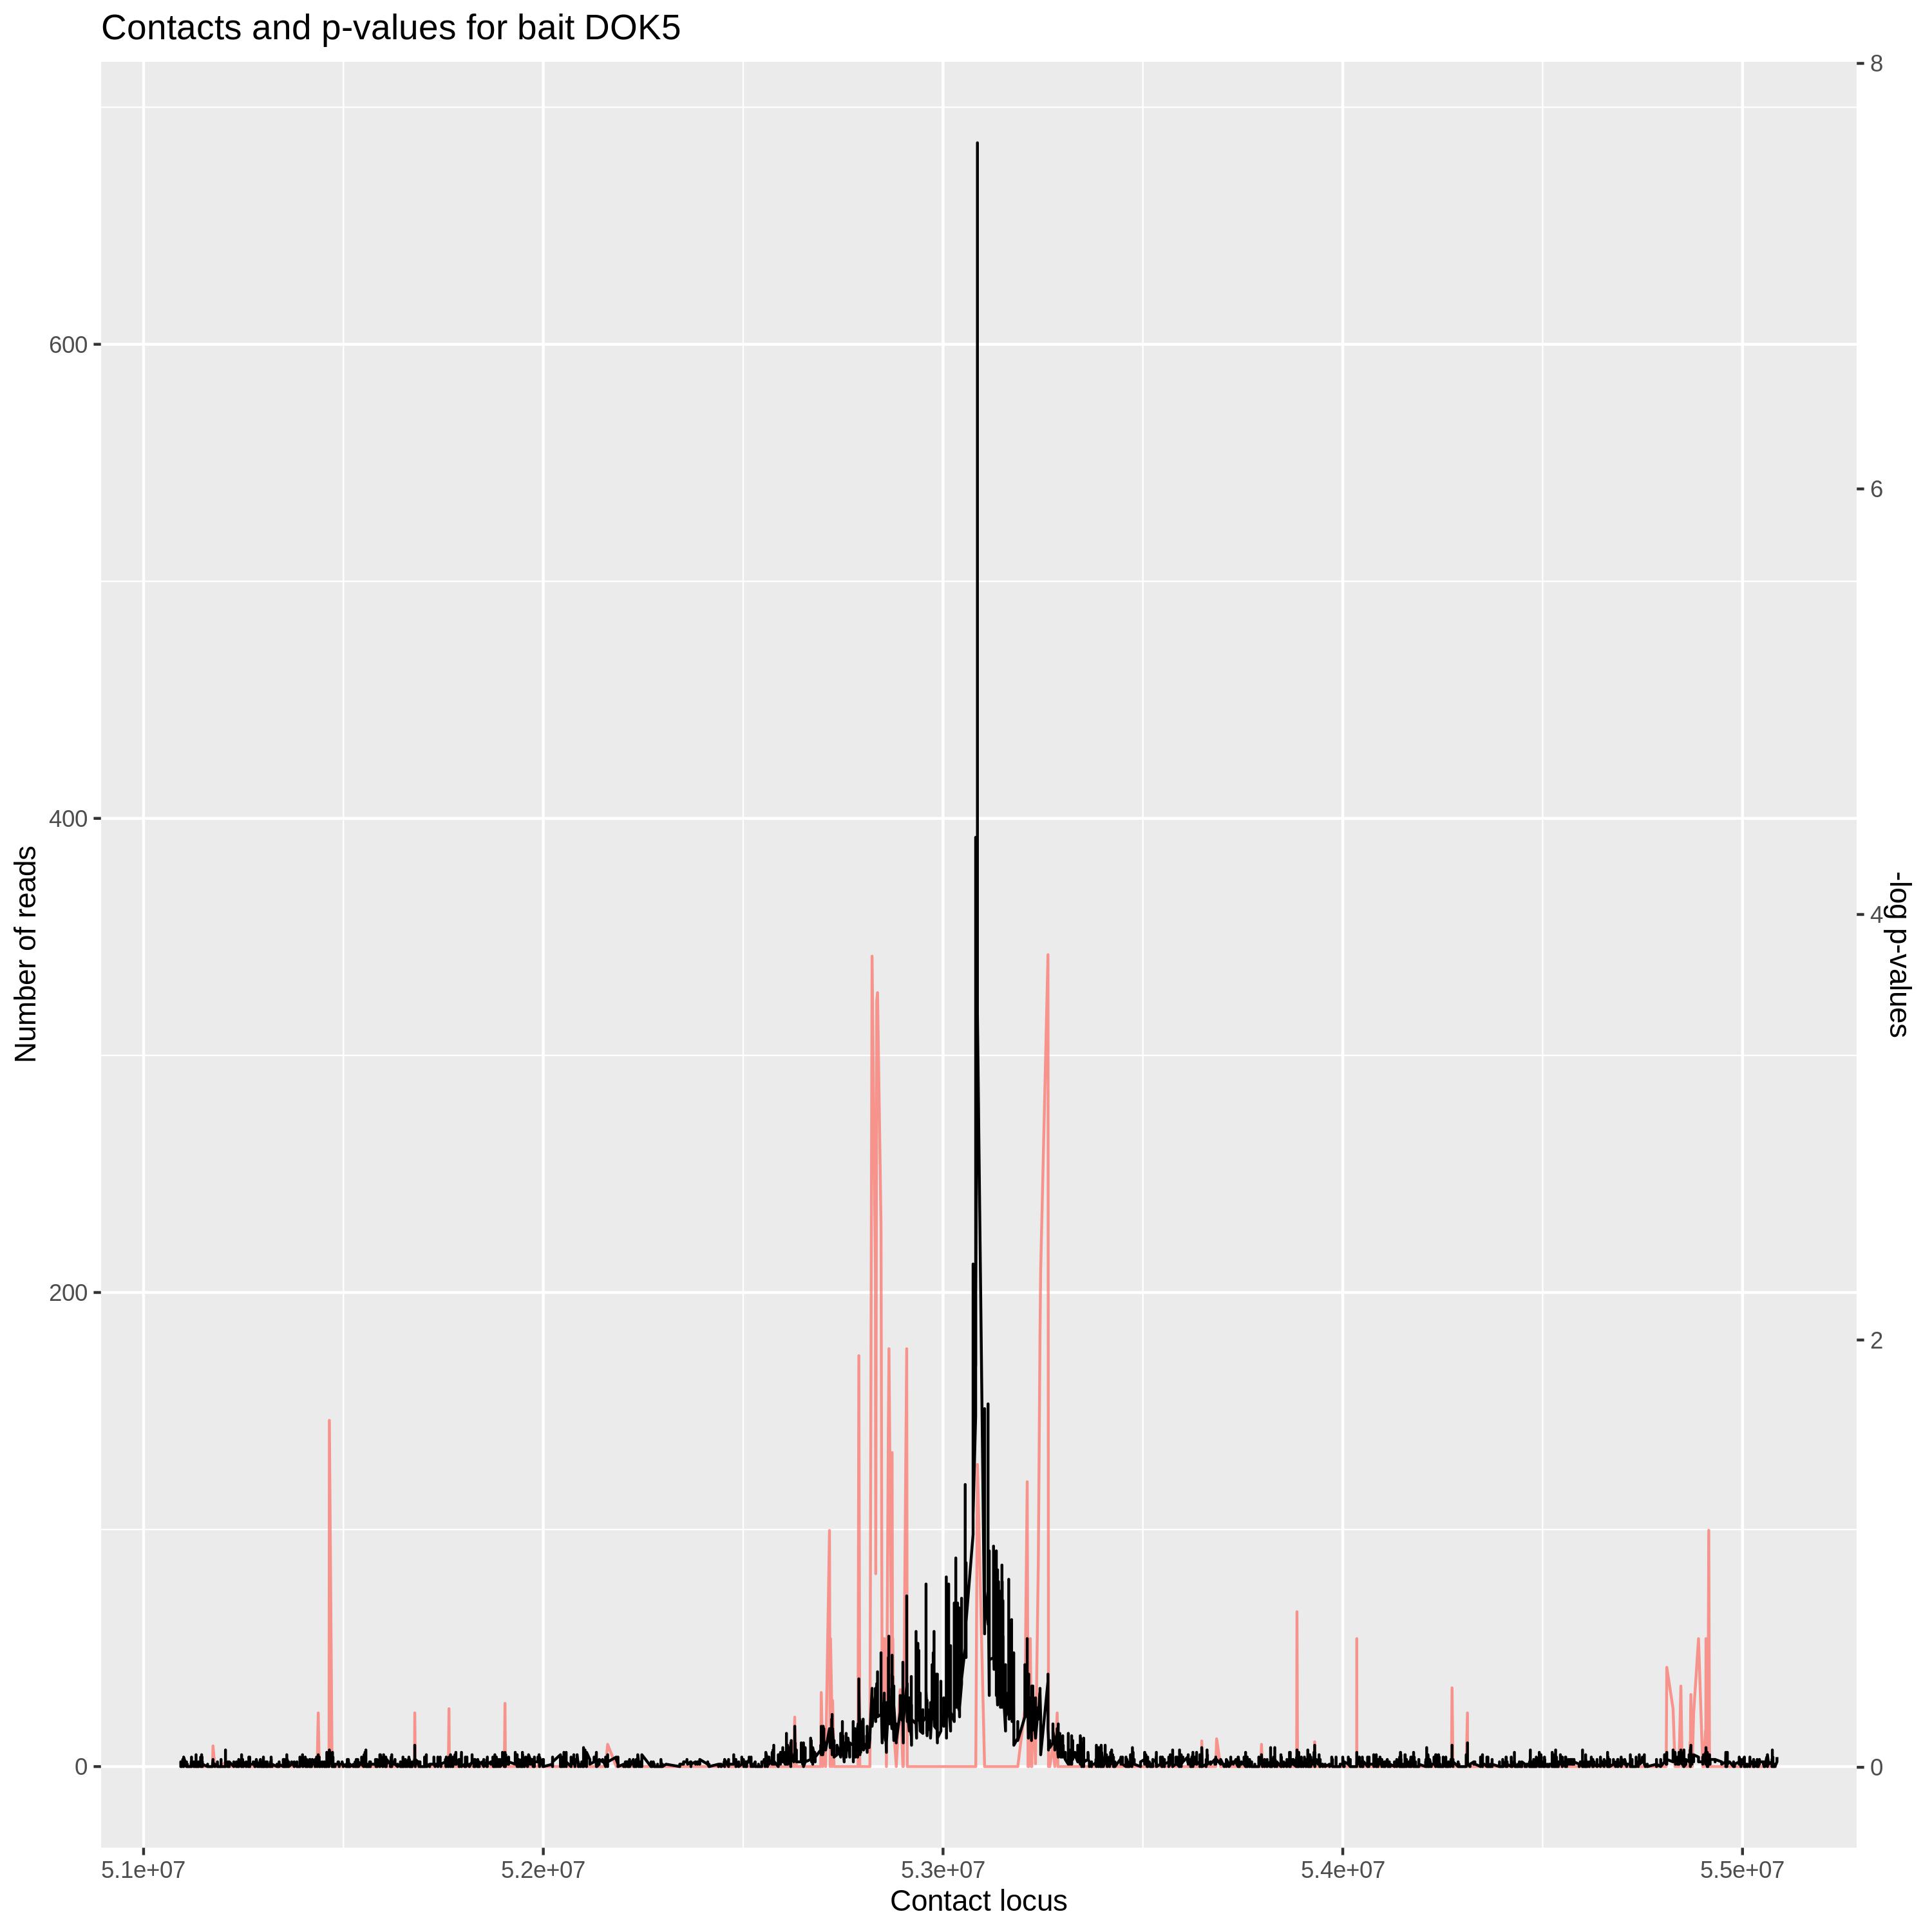 Contacts and p-values for bait DOK5
8
600
6
400
4
200
2
0
0
Number of reads
-log p-values
5.1e+07
5.2e+07
5.3e+07
5.4e+07
5.5e+07
Contact locus